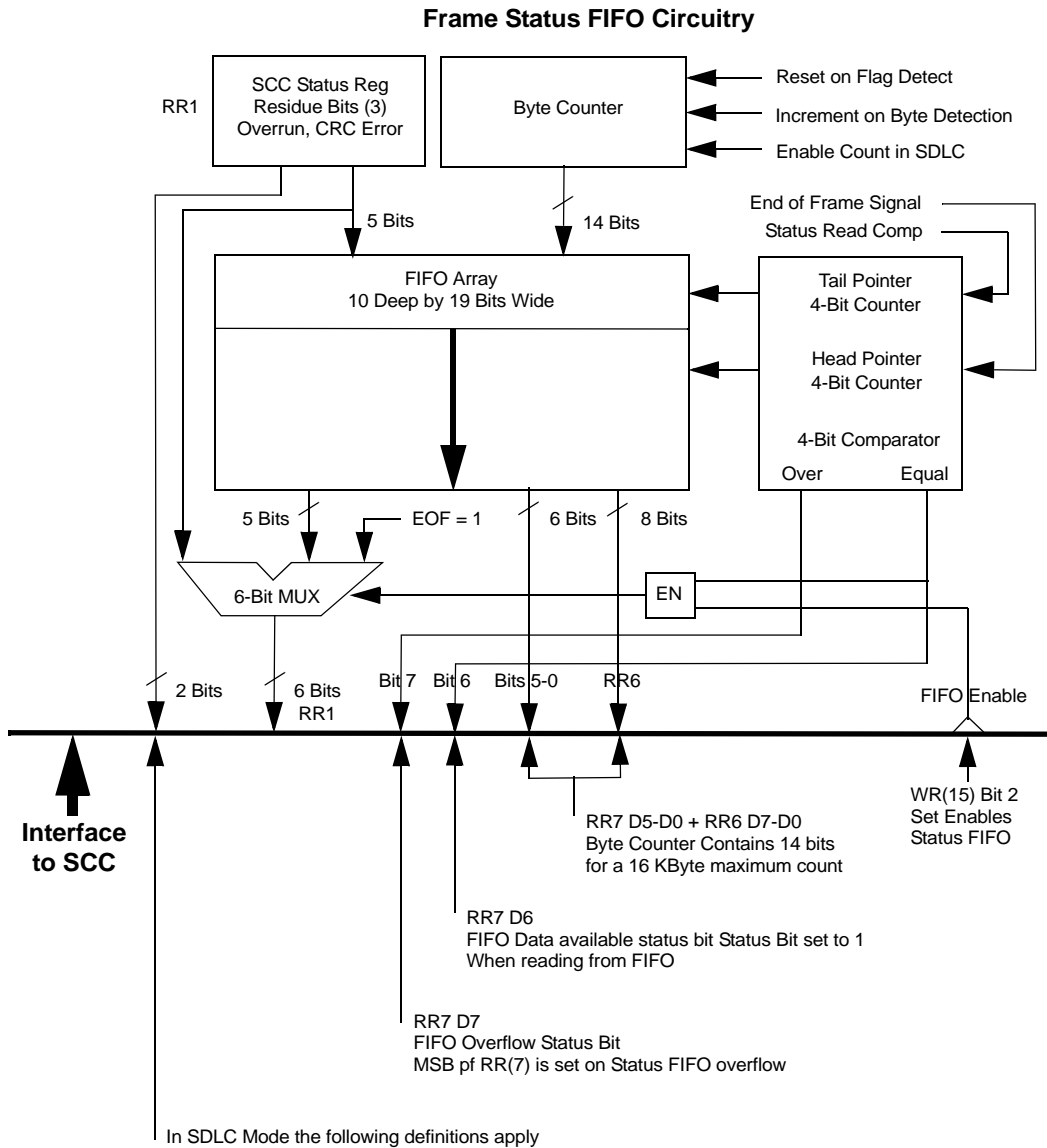 Frame Status FIFO Circuitry
RR1
SCC Status Reg
Residue Bits (3)
Overrun, CRC Error
Byte Counter
Reset on Flag Detect
Increment on Byte Detection
Enable Count in SDLC
End of Frame Signal
Status Read Comp
5 Bits
14 Bits
FIFO Array
10 Deep by 19 Bits Wide
Tail Pointer
4-Bit Counter
Head Pointer
4-Bit Counter
4-Bit Comparator
Over
Equal
5 Bits
EOF = 1
6 Bits
8 Bits
6-Bit MUX
EN
2 Bits
6 Bits
RR1
Bit 7
Bit 6
Bits 5-0
RR6
FIFO Enable
Interface
to SCC
WR(15) Bit 2
Set Enables
Status FIFO
RR7 D5-D0 + RR6 D7-D0
Byte Counter Contains 14 bits
for a 16 KByte maximum count
RR7 D6
FIFO Data available status bit Status Bit set to 1
When reading from FIFO
RR7 D7
FIFO Overflow Status Bit
MSB pf RR(7) is set on Status FIFO overflow
In SDLC Mode the following definitions apply